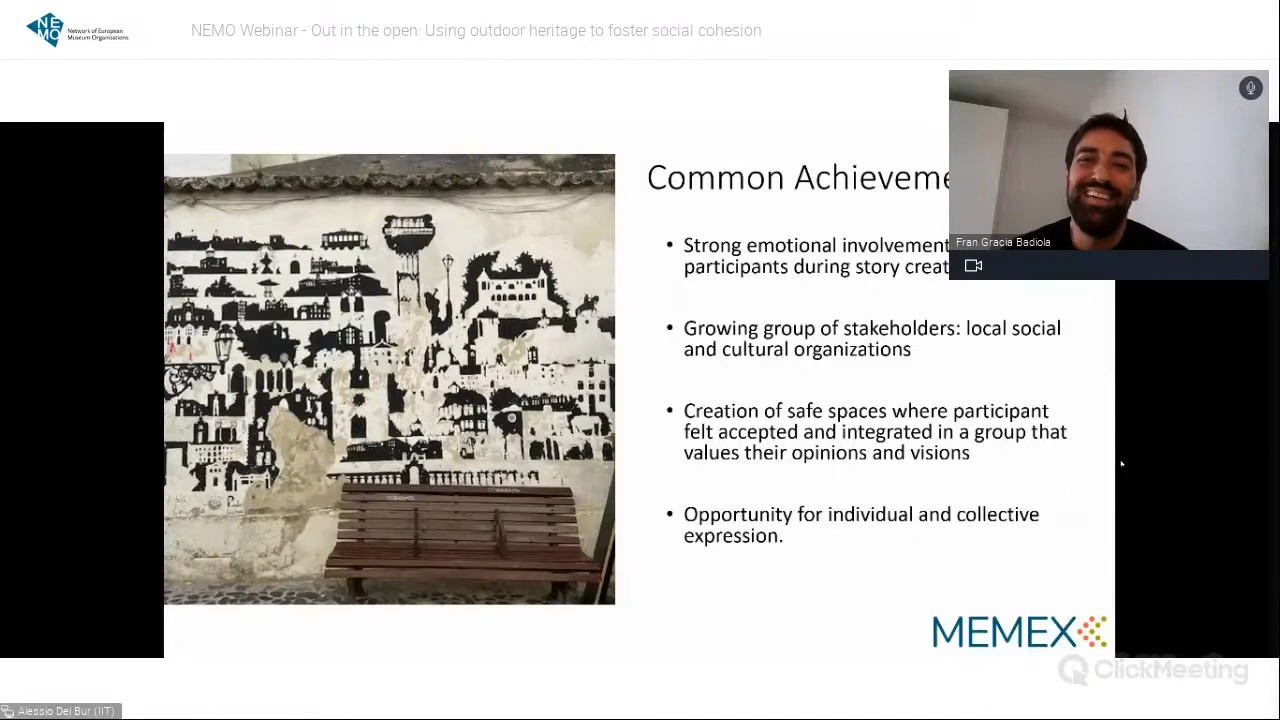 NEMO
Network of European
Museum Organisations
NEMO Webinar - Out in the open: Using outdoor heritage to foster social cohesion
Fran Gracia Badiola
Common Achieveme
• Strong emotional involvement
participants during story creat
• Growing group of stakeholders: local social
and cultural organizations
• Creation of safe spaces where participant
felt accepted and integrated in a group that
values their opinions and visions
• Opportunity for individual and collective
expression.
MEMEX
ClickMeeting
Alessio Del Bur (IIT)